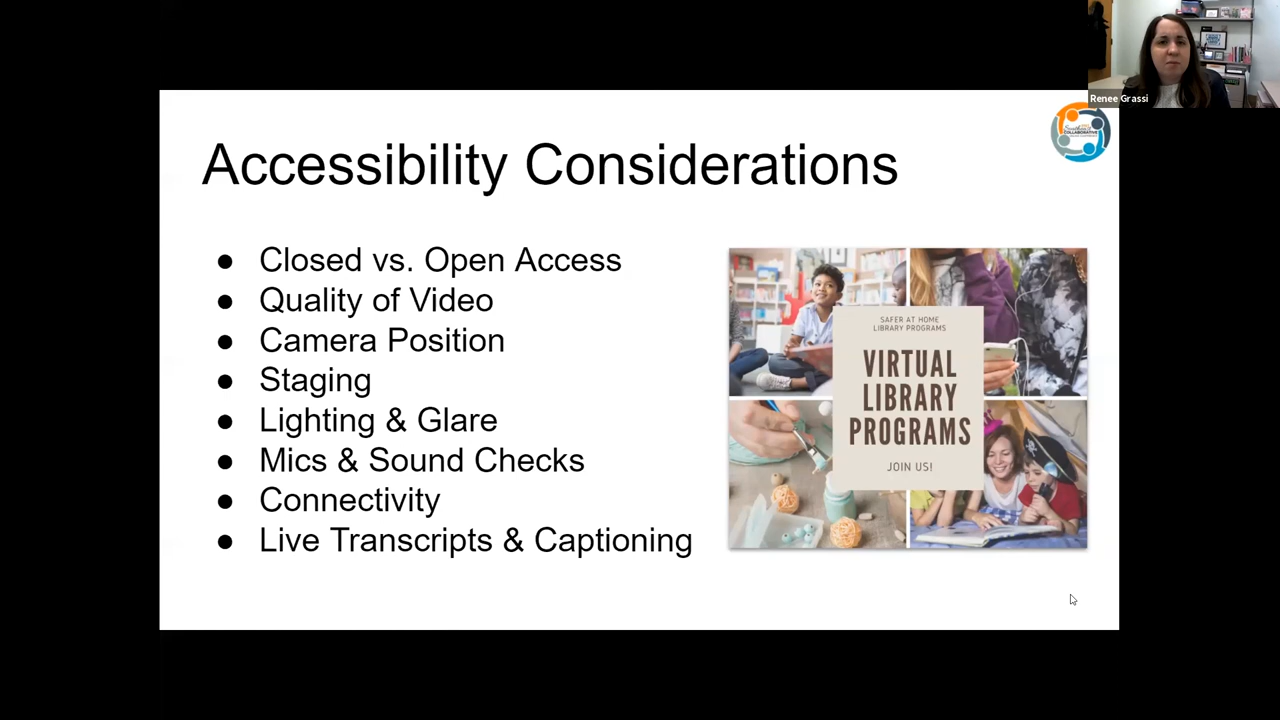 Renee Grassi
COLLABORATIVE
Accessibility Considerations
● Closed vs. Open Access
● Quality of Video
● Camera Position
● Staging
● Lighting & Glare
● Mics & Sound Checks
● Connectivity
● Live Transcripts & Captioning
SAFER AT HOME
LIBRARY PROGRAMS
VIRTUAL
LIBRARY
PROGRAMS
JOIN US!